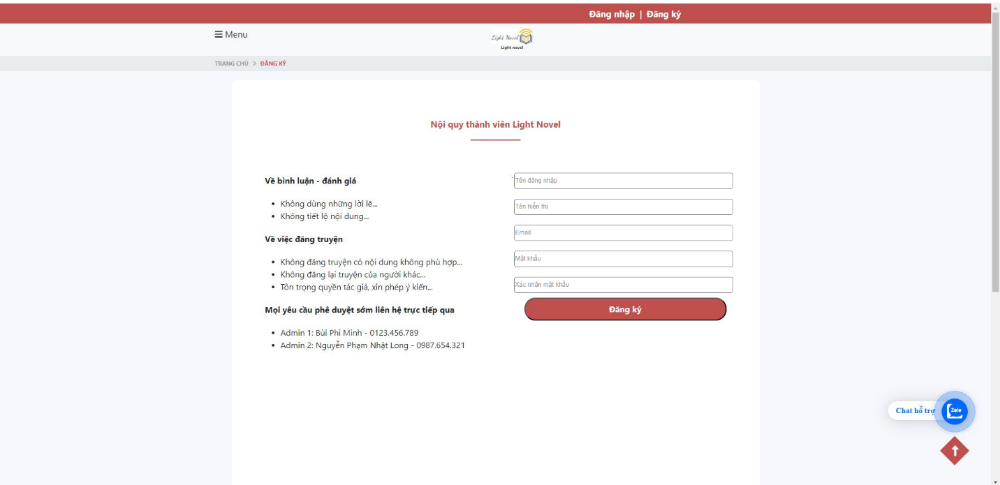 Đăng nhập | Đăng ký
Menu
Light Novel
Light novel
TRANG CHỦ > ĐĂNG KÝ
Nội quy thành viên Light Novel
Về bình luận - đánh giá
• Không dùng những lời lẽ...
• Không tiết lộ nội dung...
Về việc đăng truyện
• Không đăng truyện có nội dung không phù hợp...
• Không đăng lại truyện của người khác...
• Tôn trọng quyền tác giả, xin phép ý kiến...
Mọi yêu cầu phê duyệt sớm liên hệ trực tiếp qua
• Admin 1: Bùi Phi Minh - 0123.456.789
• Admin 2: Nguyễn Phạm Nhật Long - 0987.654.321
Tên đăng nhập
Tên hiển thị
Email
Mật khẩu
Xác nhận mật khẩu
Đăng ký
Chat hỗ trợ
Zalo